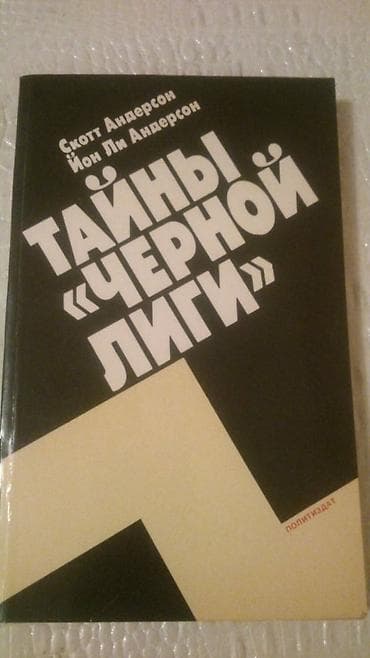 Скотт Андерсон
Йон Ли Андерсон
ТАЙНЫ
«ЧЕРНОЙ
ЛИГИ»
ПОЛИТИЗДАТ